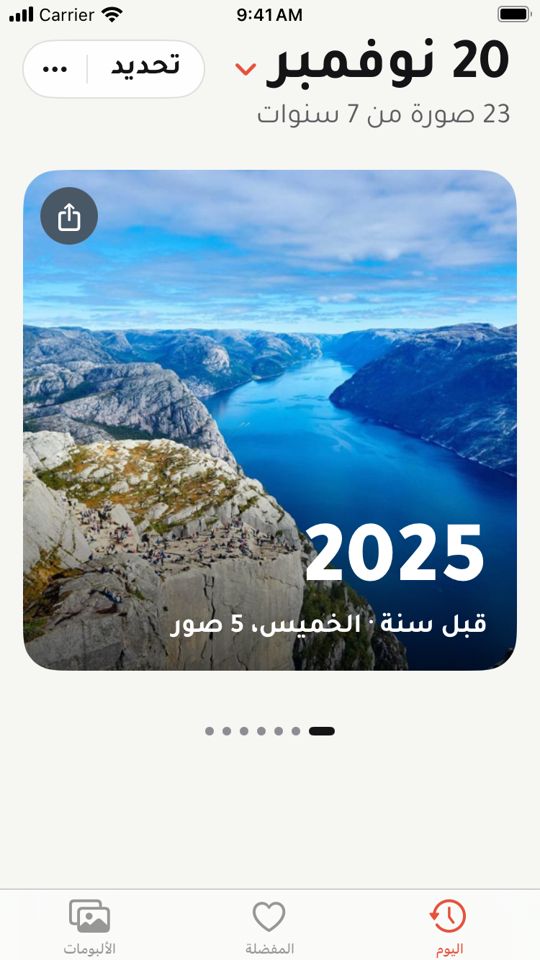 Carrier 9:41 AM
20 نوفمبر
تحديد
23 صورة من 7 سنوات
2025
قبل سنة · الخميس، 5 صور
اليوم
المفضلة
الألبومات